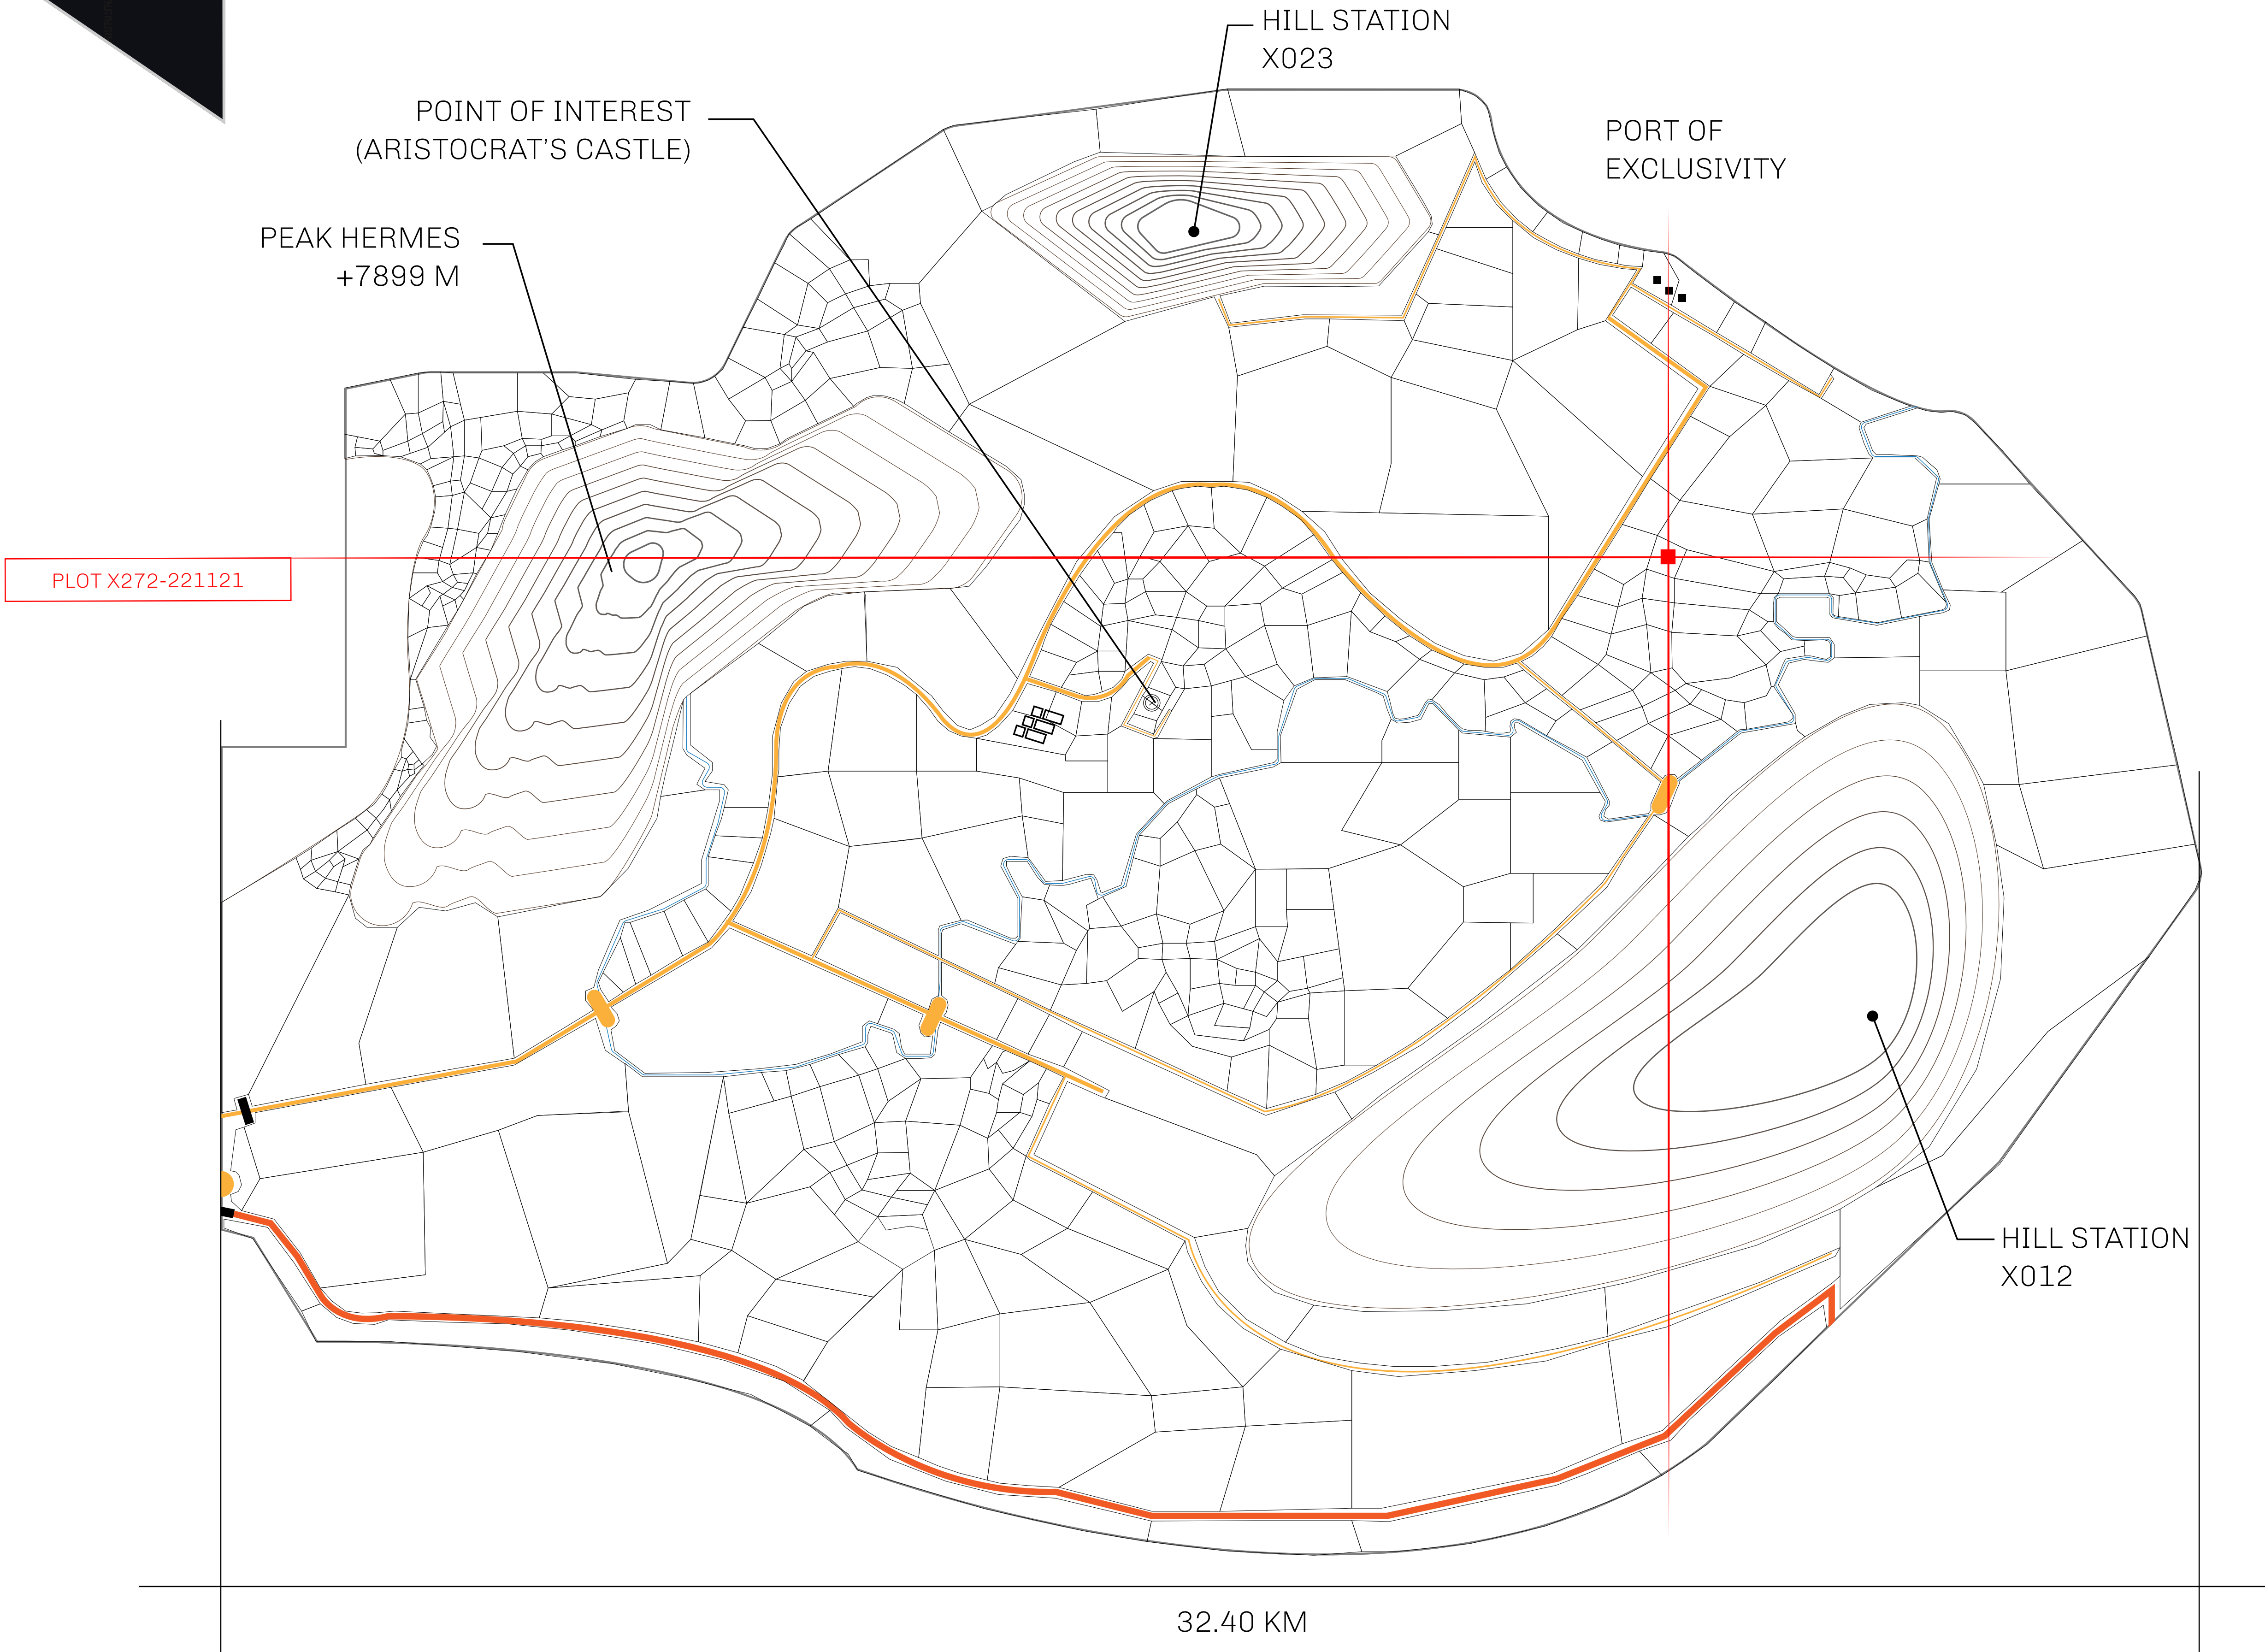 HILL STATION
X023
POINT OF INTEREST
(ARISTOCRAT'S CASTLE)
PORT OF
EXCLUSIVITY
PEAK HERMES
+7899 M
PLOT X272-221121
HILL STATION
X012
32.40 KM